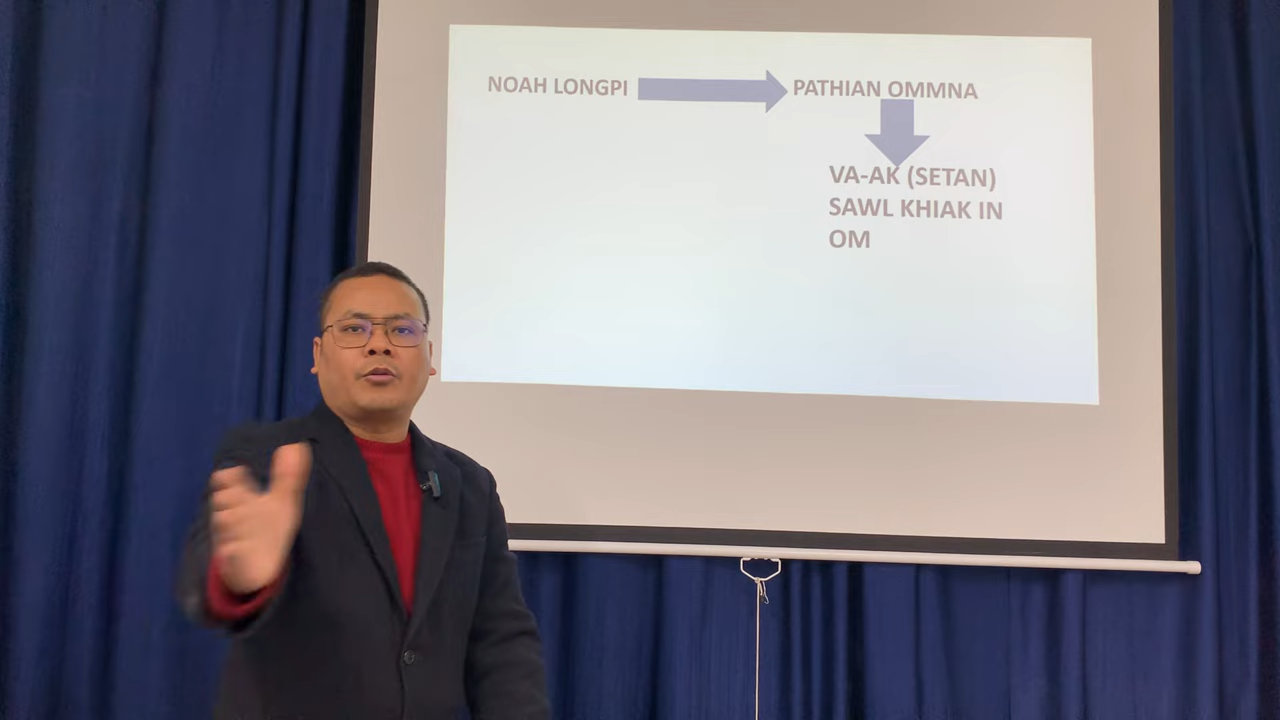 NOAH LONGPI
PATHIAN OMMNA
VA-AK (SETAN)
SAWL KHIAK IN
OM